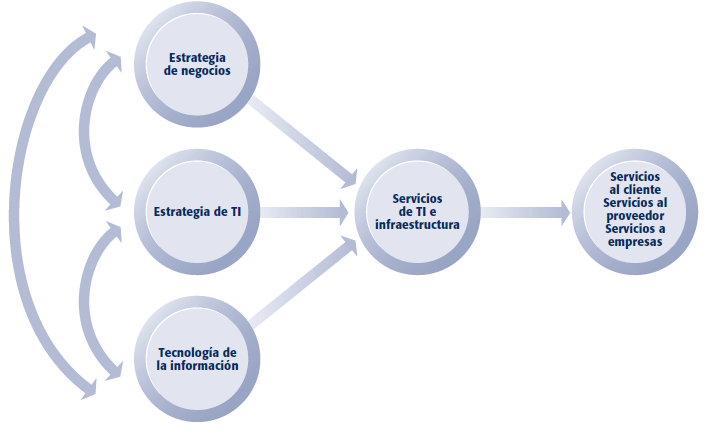 Estrategia
de negocios
Estrategia de TI
Tecnología de
la información
Servicios
de TI e
infraestructura
Servicios
al cliente
Servicios al
proveedor
Servicios a
empresas